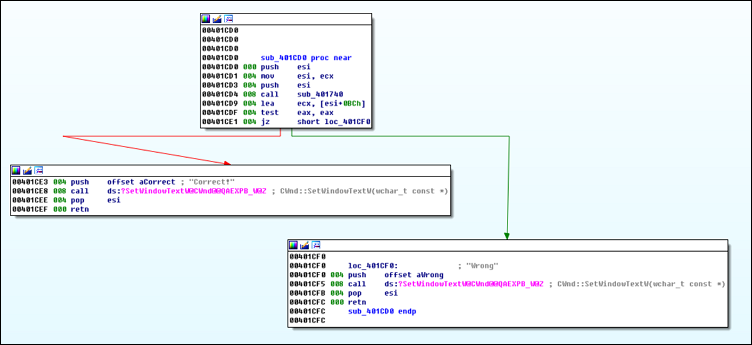 00401CD0
00401CD0
00401CD0
00401CD0 sub_401CD0 proc near
00401CD0 000 push esi
00401CD1 004 mov esi, ecx
00401CD3 004 push esi
00401CD4 008 call sub_401740
00401CD9 004 lea ecx, [esi+0BCh]
00401CDF 004 test eax, eax
00401CE1 004 jz short loc_401CF0
00401CE3 004 push offset aCorrect ; "Correct!"
00401CE8 008 call ds:?SetWindowTextW@CWnd@@QAEXPB_W@Z ; CWnd::SetWindowTextW(wchar_t const *)
00401CEE 004 pop esi
00401CEF 000 retn
00401CF0
00401CF0 loc_401CF0: ; "Wrong"
00401CF0 004 push offset aWrong
00401CF5 008 call ds:?SetWindowTextW@CWnd@@QAEXPB_W@Z ; CWnd::SetWindowTextW(wchar_t const *)
00401CFB 004 pop esi
00401CFC 000 retn
00401CFC sub_401CD0 endp
00401CFC